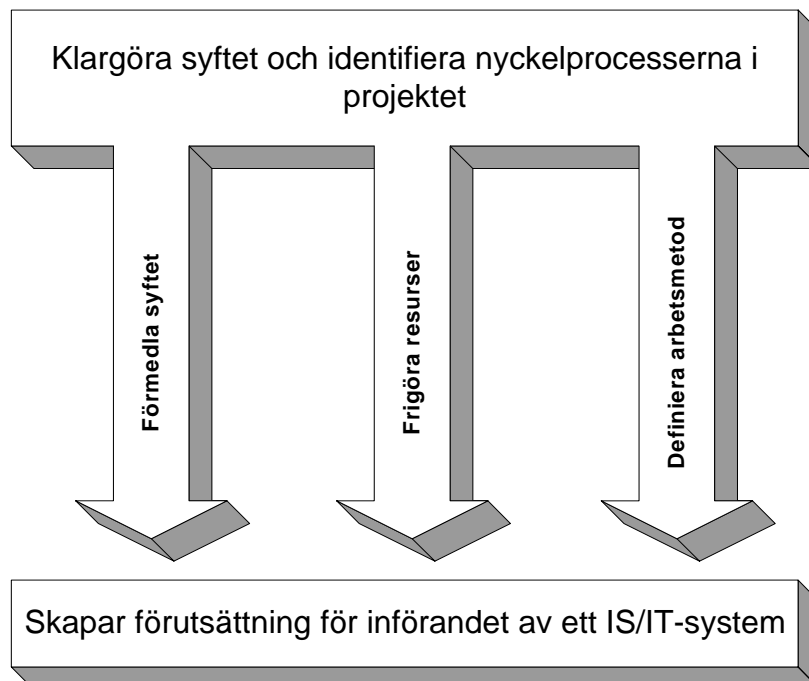 Klargöra syftet och identifiera nyckelprocesserna i
projektet
Förmedla syftet
Frigöra resurser
Definiera arbetsmetod
Skapar förutsättning för införandet av ett IS/IT-system